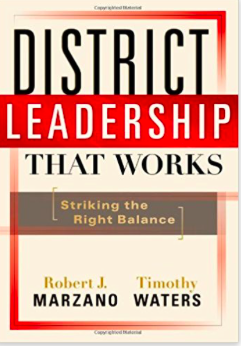 DISTRICT
LEADERSHIP
THAT WORKS
[Striking the
Right Balance]
Robert J. Timothy
MARZANO WATERS